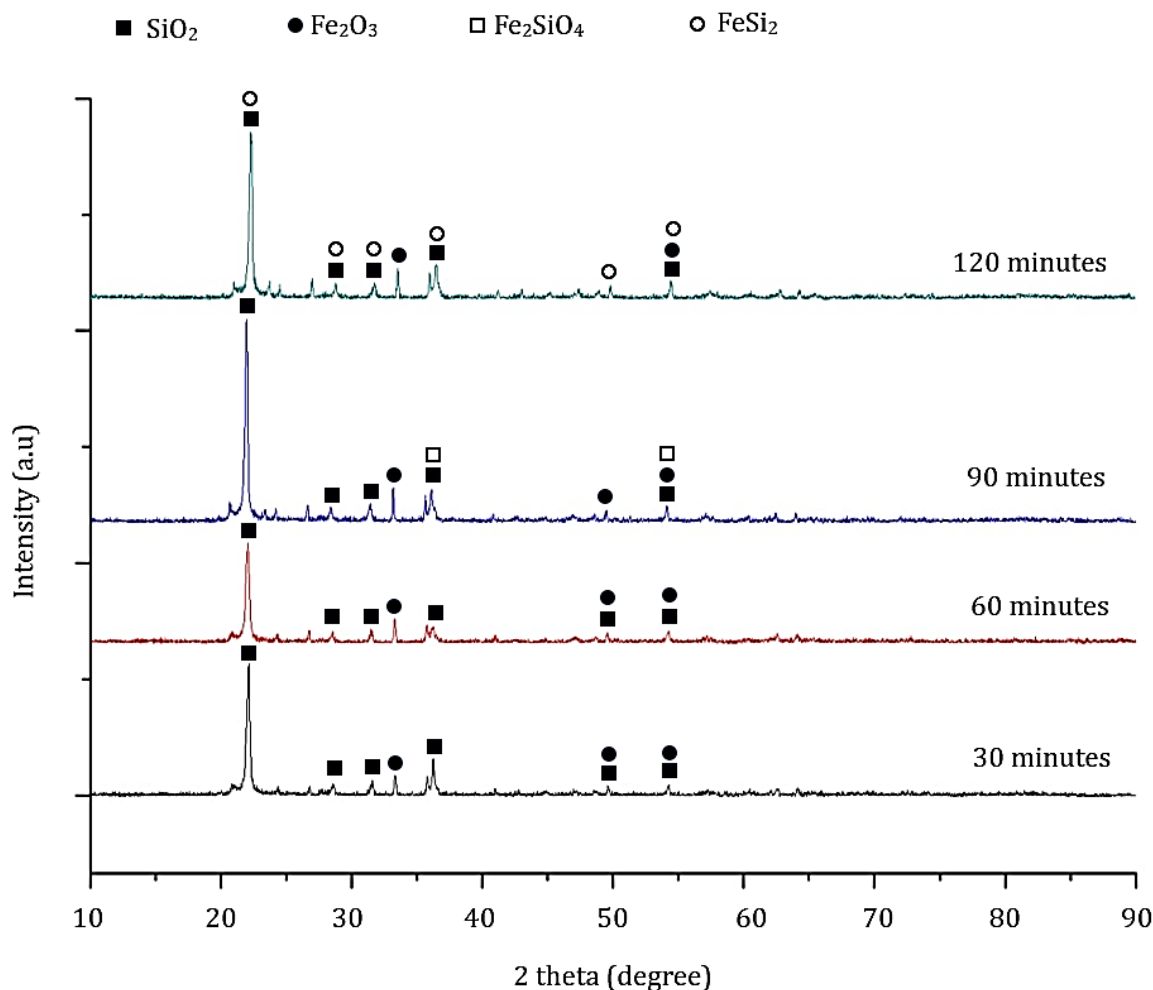 SiO₂ Fe₂O₃ Fe₂SiO₄ FeSi₂
120 minutes
90 minutes
60 minutes
30 minutes
Intensity (a.u)
10 20 30 40 50 60 70 80 90
2 theta (degree)